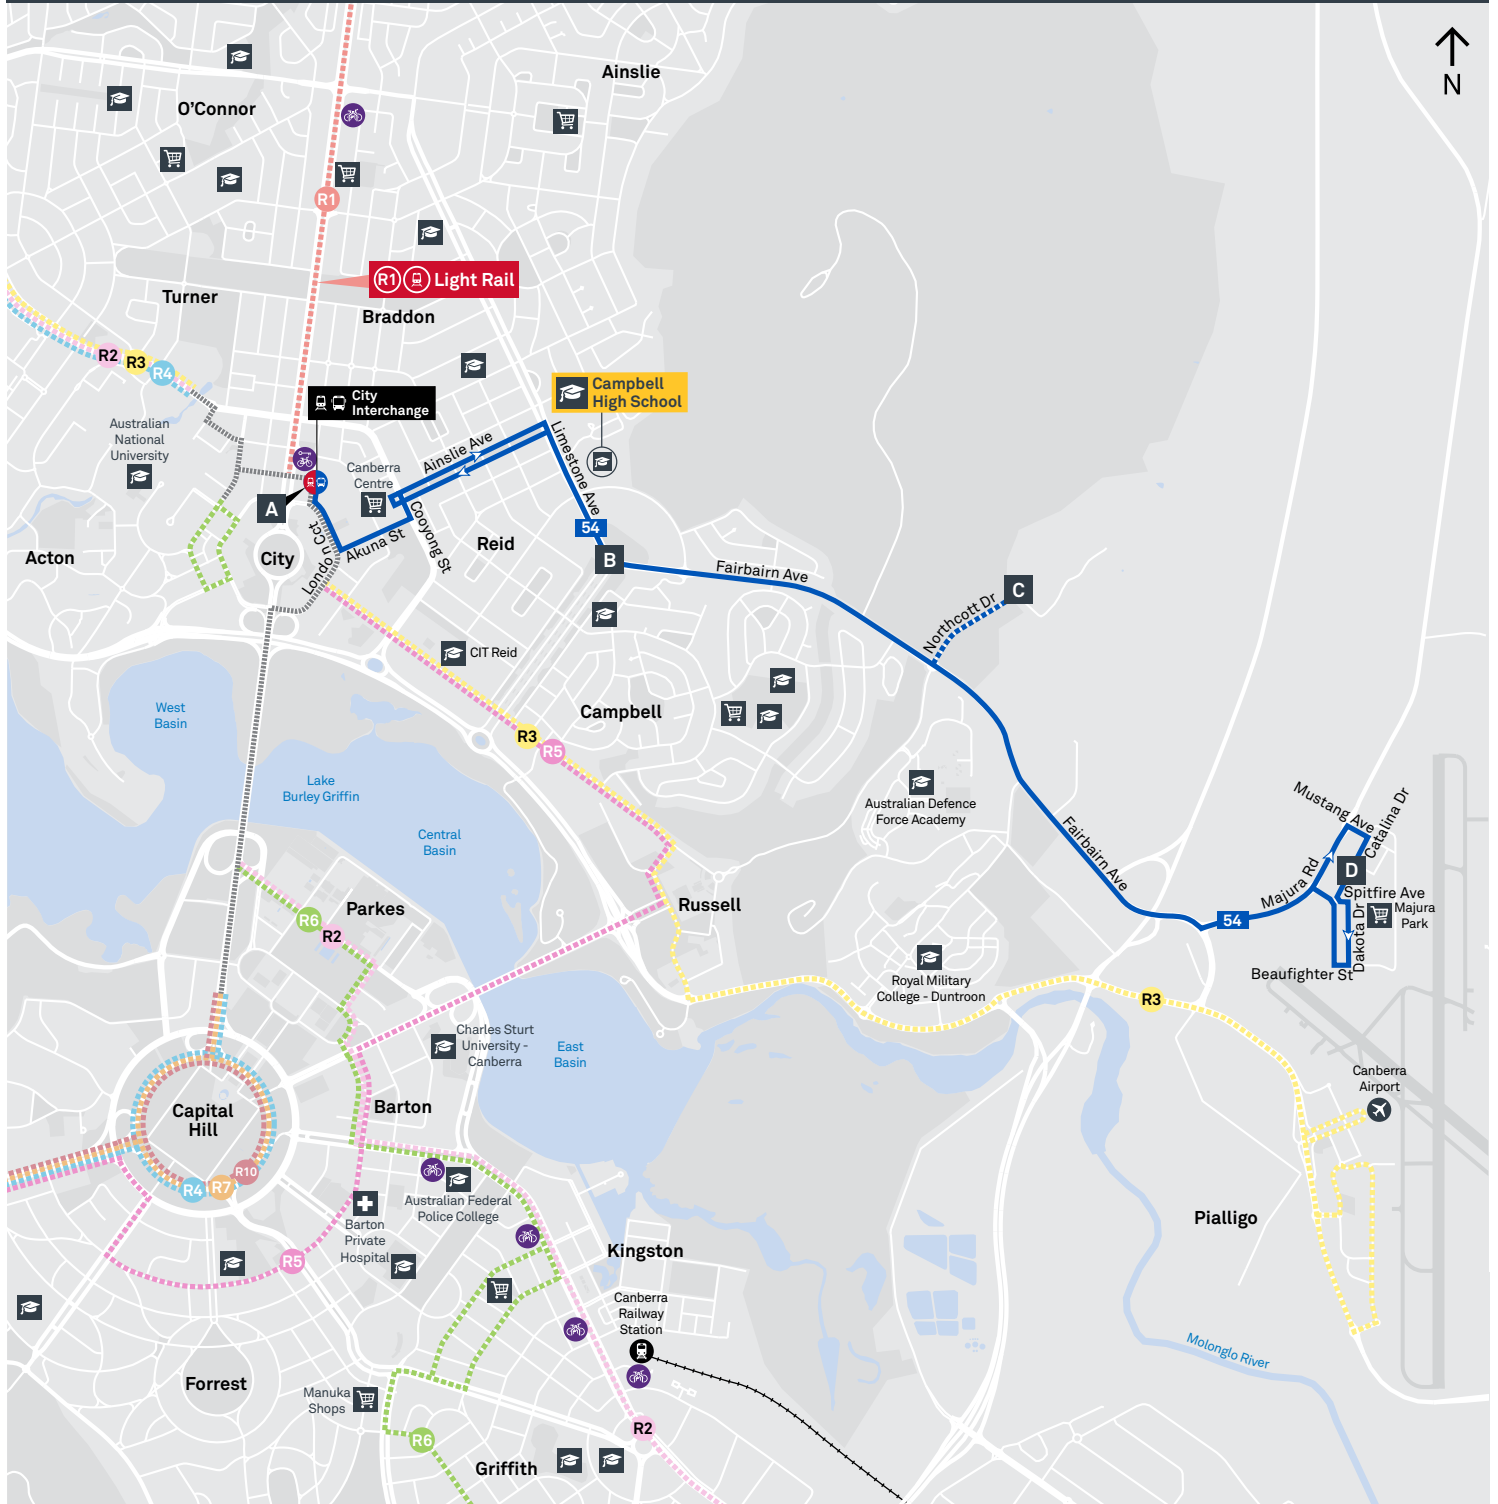 N
Ainslie
O'Connor
R1
R1 Light Rail
Turner
Braddon
R2
R3
R4
City
Interchange
Campbell
High School
Australian
National
University
Ainslie Ave
Limestone Ave
Canberra
Centre
A
Cooyong St
54
Reid
Akuna St
London Cct
City
Acton
B
Fairbairn Ave
Northcott Dr
C
CIT Reid
West
Basin
Campbell
R3
R5
Lake
Burley Griffin
Central
Basin
Australian Defence
Force Academy
Fairbairn Ave
Mustang Ave
Catalina Dr
Majura Rd
D
Spitfire Ave
Majura
Park
Dakota Dr
Beaufighter St
54
Parkes
R6
R2
Russell
Royal Military
College - Duntroon
R3
Charles Sturt
University -
Canberra
East
Basin
Canberra
Airport
Capital
Hill
Barton
R10
R7
R4
Australian Federal
Police College
Barton
Private
Hospital
R5
Kingston
Pialligo
Canberra
Railway
Station
Molonglo River
Forrest
Manuka
Shops
R6
R2
Griffith